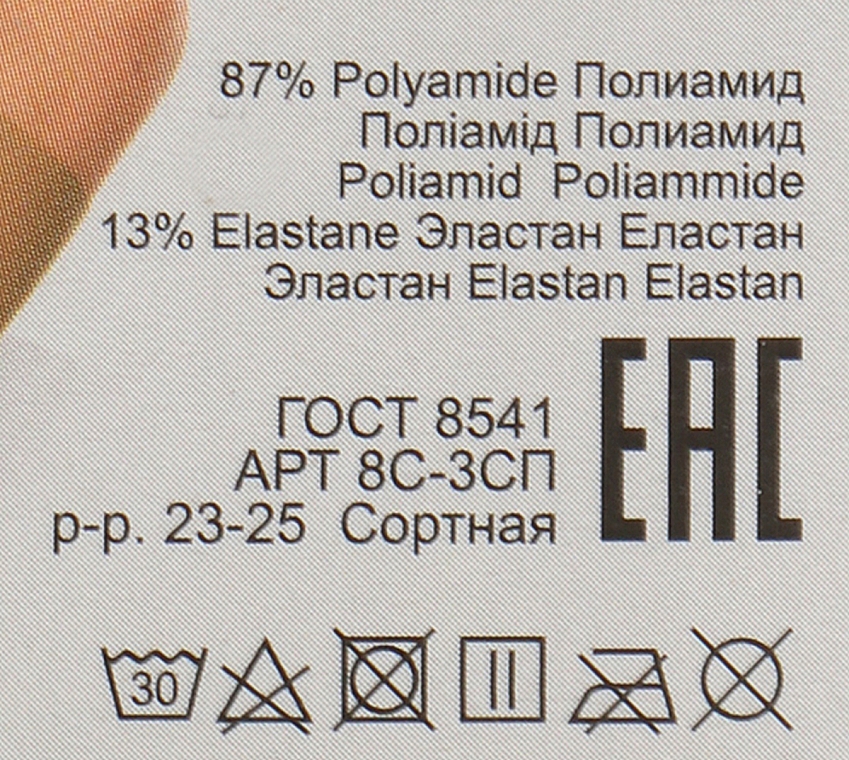 87% Polyamide Полиамид
Поліамід Полиамид
Poliamid Poliammide
13% Elastane Эластан Еластан
Эластан Elastan Elastan
EAC
ГОСТ 8541
АРТ 8С-3СП
р-р. 23-25 Сортная
30